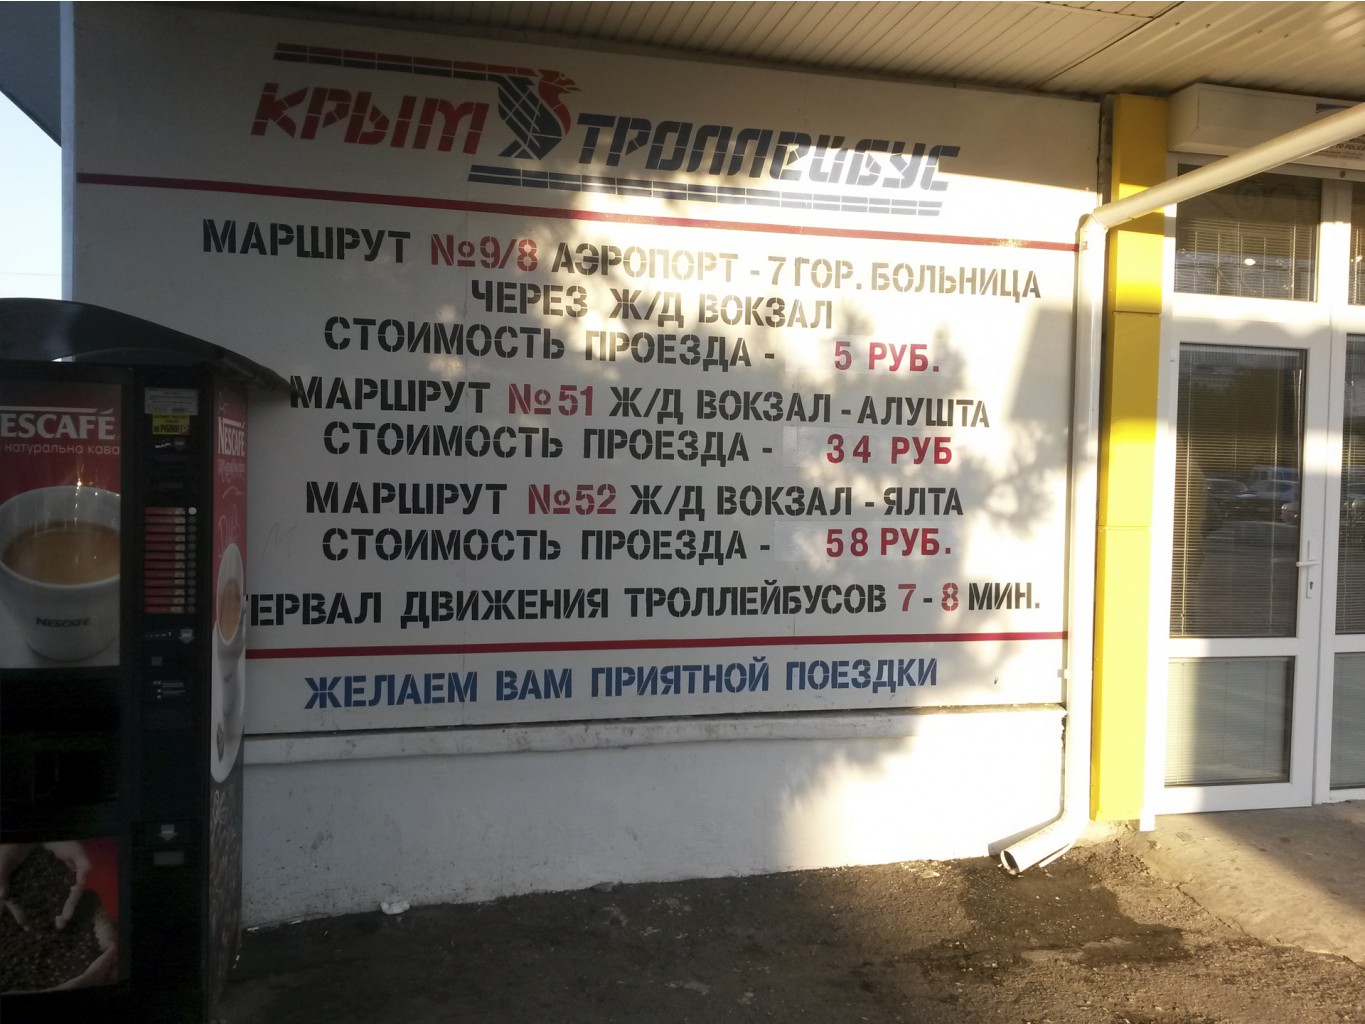 КРЫМ ТРОЛЛЕЙБУС
МАРШРУТ №9/8 АЭРОПОРТ - 7 ГОР. БОЛЬНИЦА
ЧЕРЕЗ Ж/Д ВОКЗАЛ
СТОИМОСТЬ ПРОЕЗДА - 5 РУБ.
МАРШРУТ №51 Ж/Д ВОКЗАЛ - АЛУШТА
СТОИМОСТЬ ПРОЕЗДА - 34 РУБ
МАРШРУТ №52 Ж/Д ВОКЗАЛ - ЯЛТА
СТОИМОСТЬ ПРОЕЗДА - 58 РУБ.
ТЕРВАЛ ДВИЖЕНИЯ ТРОЛЛЕЙБУСОВ 7 - 8 МИН.
ЖЕЛАЕМ ВАМ ПРИЯТНОЙ ПОЕЗДКИ
ESCAFÉ
натуральна кава
NESCAFÉ
NESCAFÉ